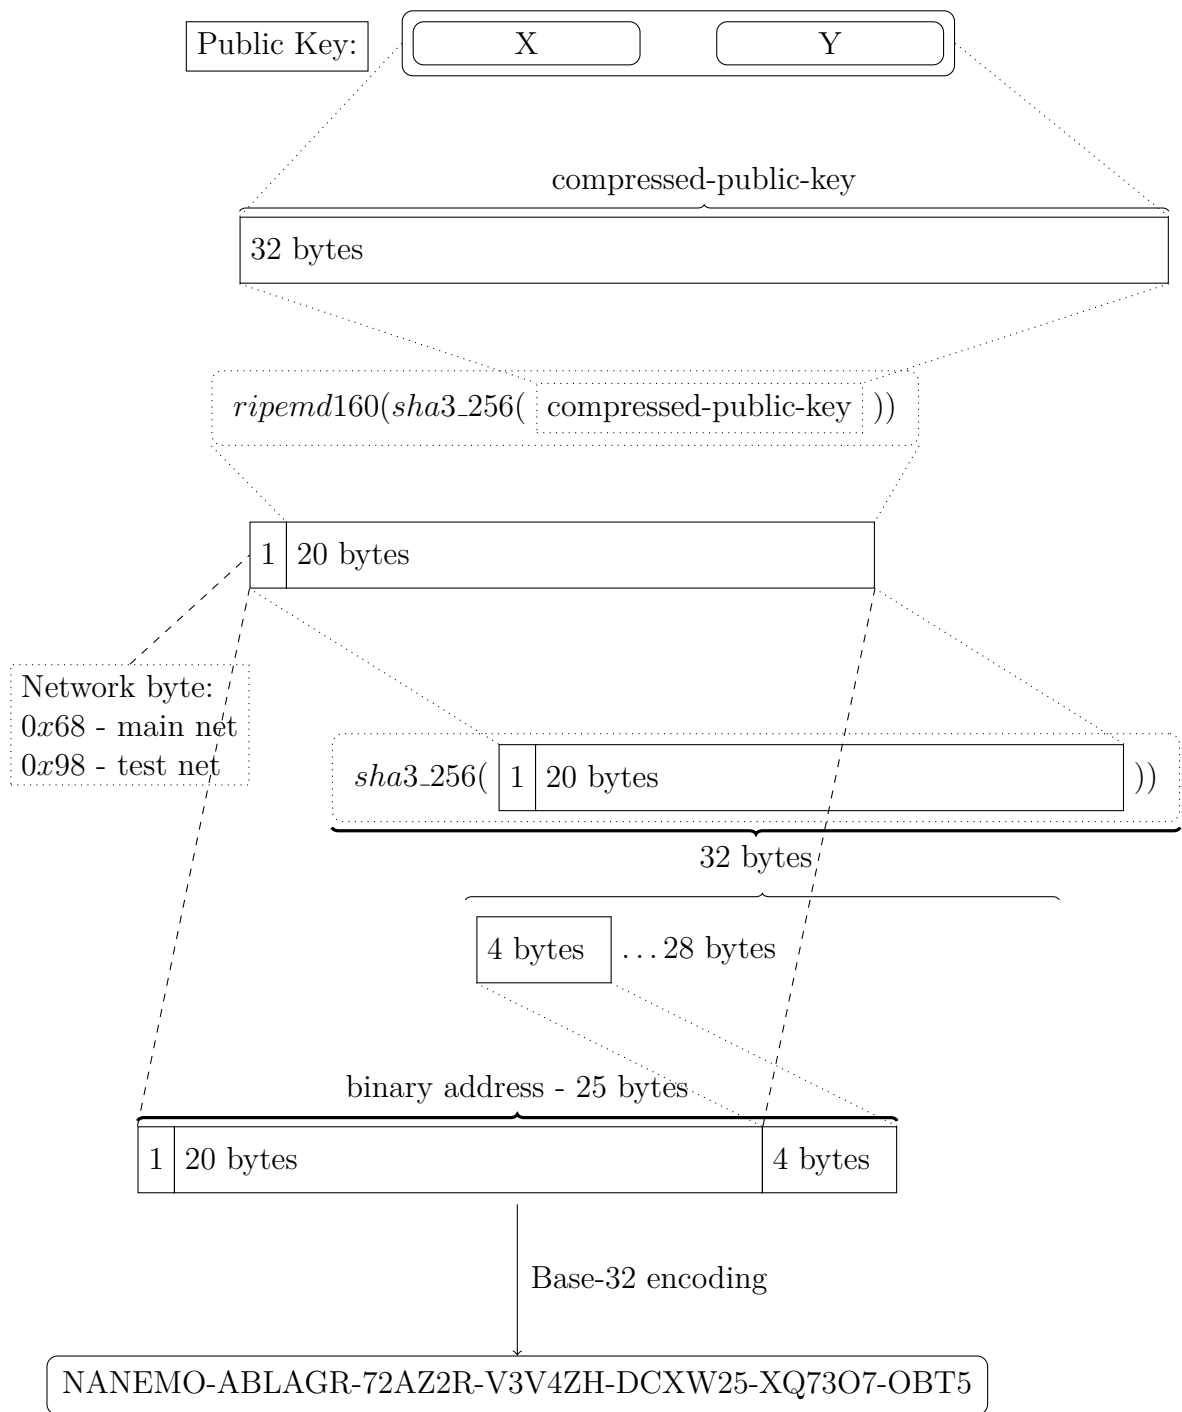 Public Key: X Y
compressed-public-key
32 bytes
ripemd160(sha3_256( compressed-public-key ))
1 20 bytes
Network byte:
0x68 - main net
0x98 - test net
sha3_256( 1 20 bytes ))
32 bytes
4 bytes ...28 bytes
binary address - 25 bytes
1 20 bytes 4 bytes
Base-32 encoding
NANEMO-ABLAGR-72AZ2R-V3V4ZH-DCXW25-XQ73O7-OBT5